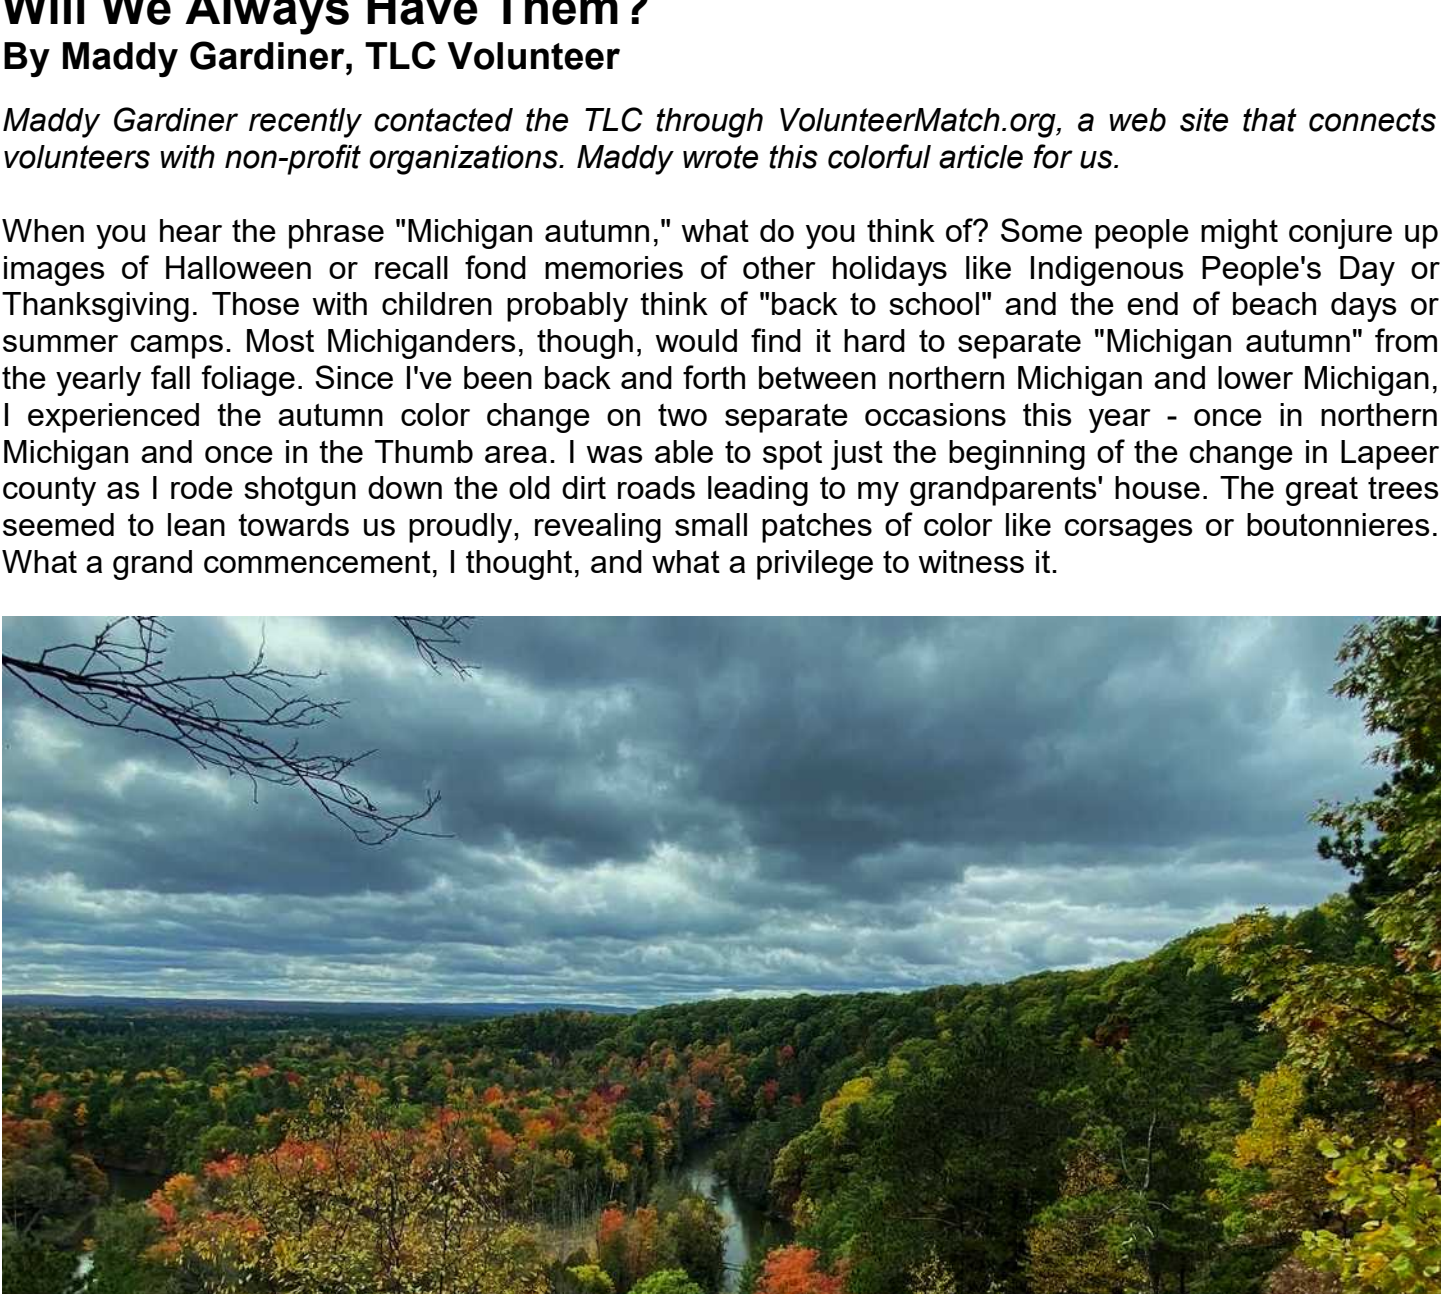 Will We Always Have Them?
By Maddy Gardiner, TLC Volunteer
Maddy Gardiner recently contacted the TLC through VolunteerMatch.org, a web site that connects
volunteers with non-profit organizations. Maddy wrote this colorful article for us.
When you hear the phrase "Michigan autumn," what do you think of? Some people might conjure up
images of Halloween or recall fond memories of other holidays like Indigenous People's Day or
Thanksgiving. Those with children probably think of "back to school" and the end of beach days or
summer camps. Most Michiganders, though, would find it hard to separate "Michigan autumn" from
the yearly fall foliage. Since I've been back and forth between northern Michigan and lower Michigan,
I experienced the autumn color change on two separate occasions this year - once in northern
Michigan and once in the Thumb area. I was able to spot just the beginning of the change in Lapeer
county as I rode shotgun down the old dirt roads leading to my grandparents' house. The great trees
seemed to lean towards us proudly, revealing small patches of color like corsages or boutonnieres.
What a grand commencement, I thought, and what a privilege to witness it.